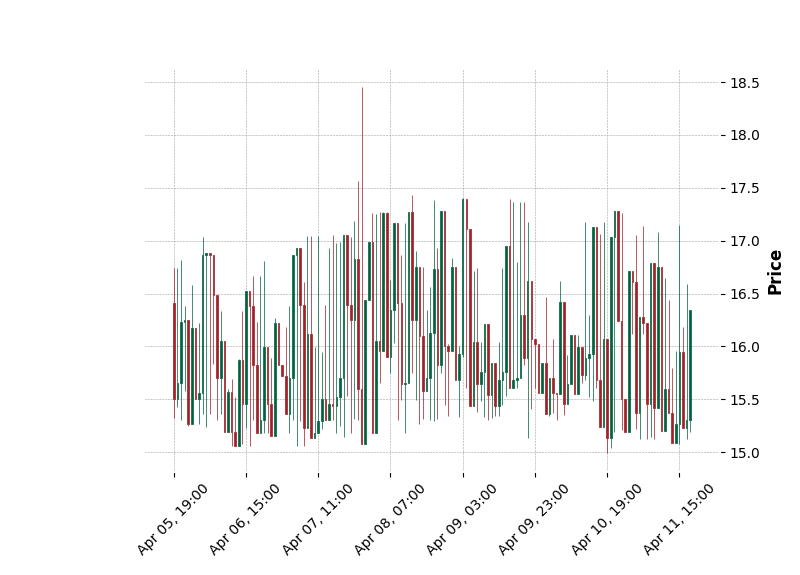 18.5
18.0
17.5
17.0
16.5
16.0
15.5
15.0
Price
Apr 05, 19:00
Apr 06, 15:00
Apr 07, 11:00
Apr 08, 07:00
Apr 09, 03:00
Apr 09, 23:00
Apr 10, 19:00
Apr 11, 15:00